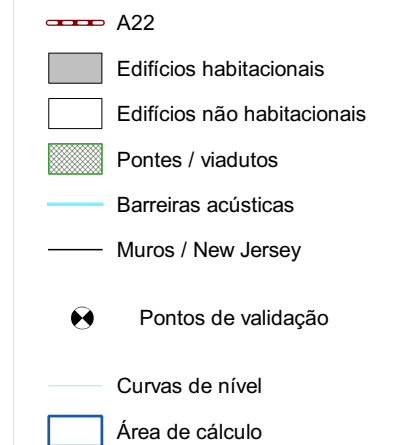 A22
Edifícios habitacionais
Edifícios não habitacionais
Pontes / viadutos
Barreiras acústicas
Muros / New Jersey
Pontos de validação
Curvas de nível
Área de cálculo